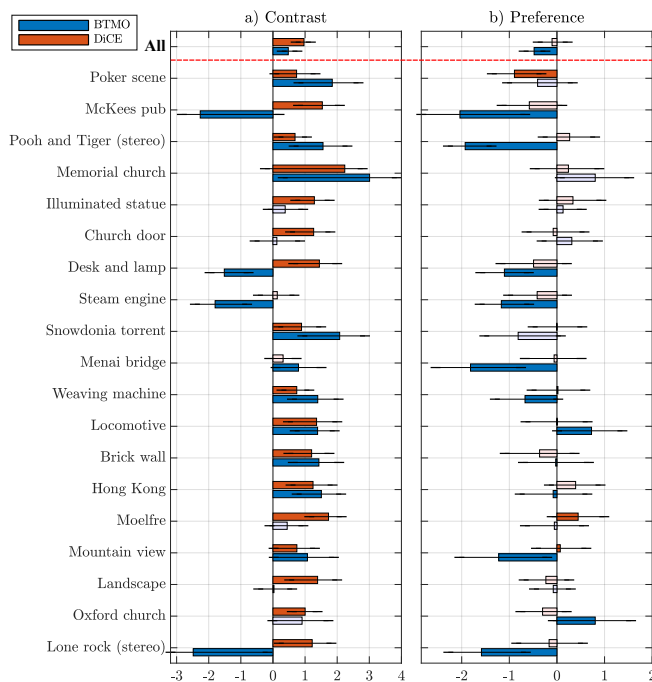 a) Contrast
b) Preference
BTMO
DiCE
All
Poker scene
McKees pub
Pooh and Tiger (stereo)
Memorial church
Illuminated statue
Church door
Desk and lamp
Steam engine
Snowdonia torrent
Menai bridge
Weaving machine
Locomotive
Brick wall
Hong Kong
Moelfre
Mountain view
Landscape
Oxford church
Lone rock (stereo)
-3 -2 -1 0 1 2 3 4
-2 -1 0 1 2